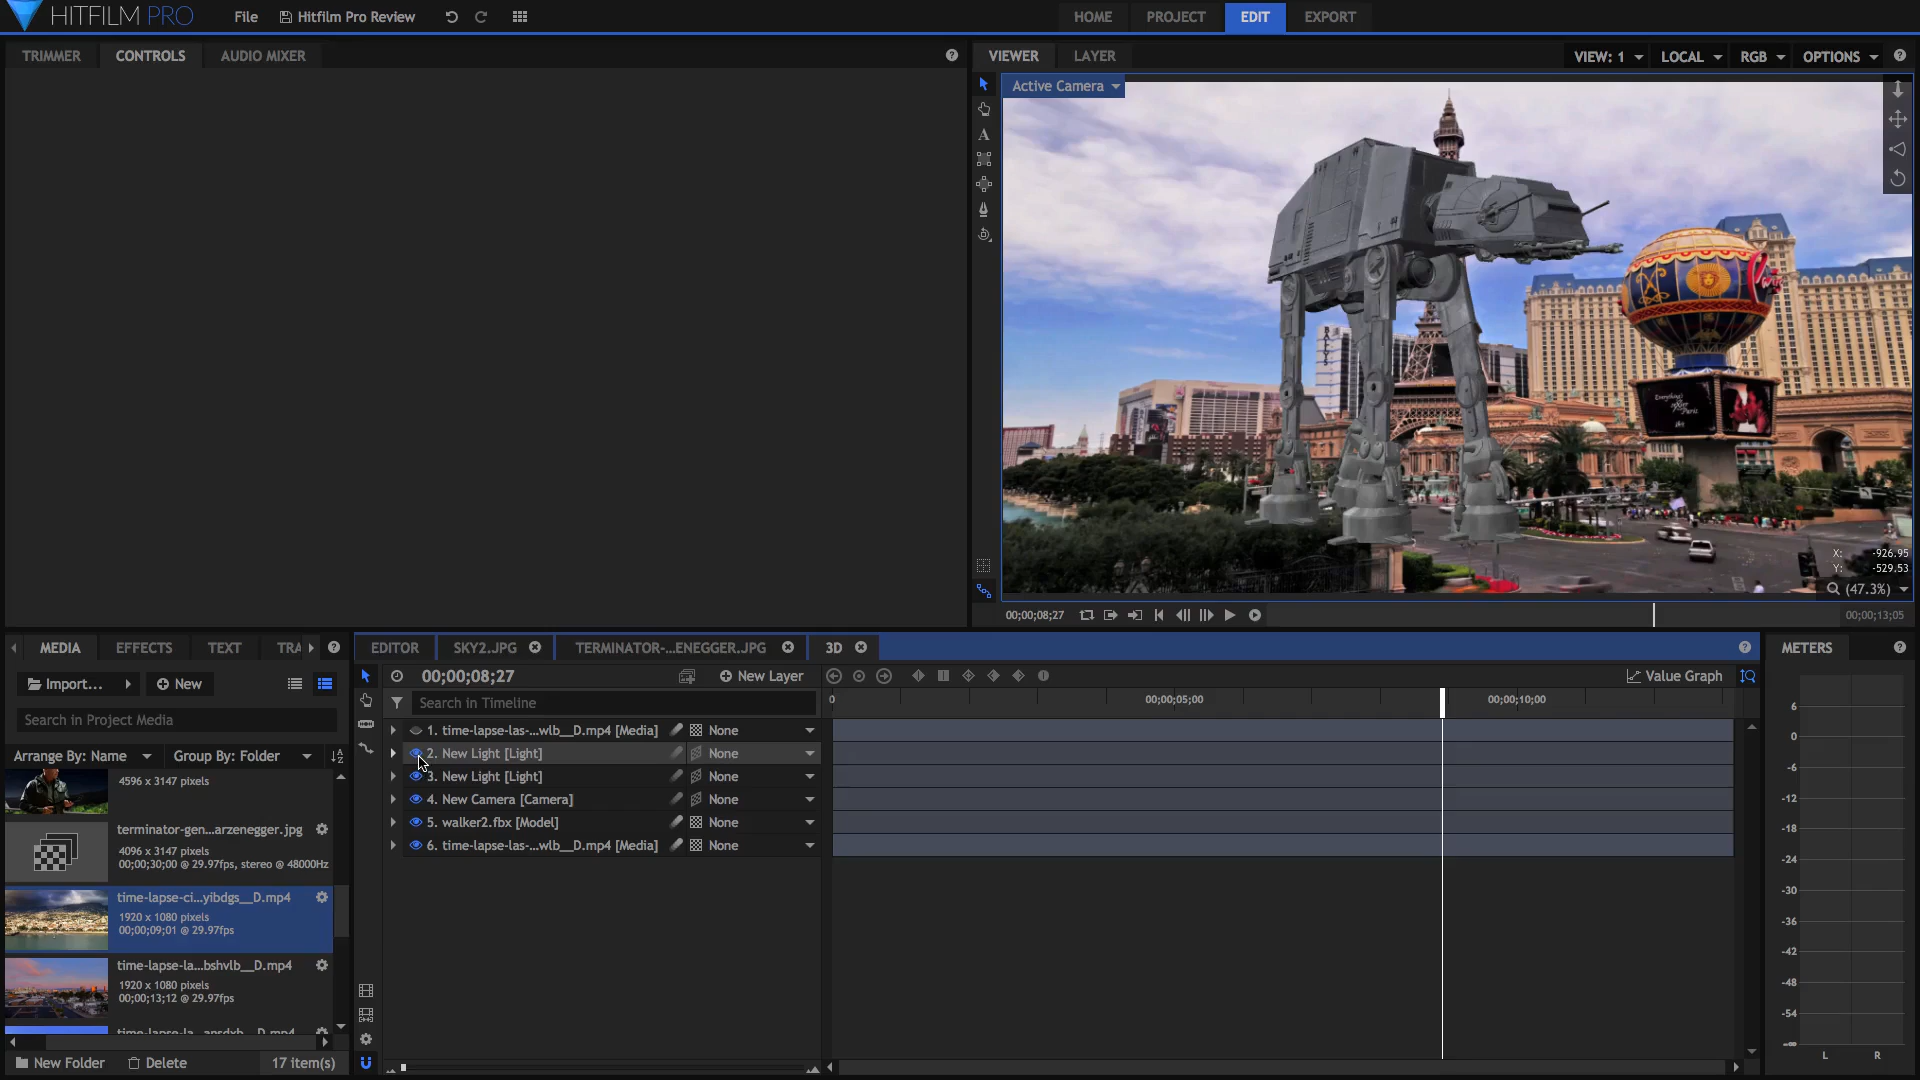 HITFILM PRO
File
Hitfilm Pro Review
HOME
PROJECT
EDIT
EXPORT
TRIMMER
CONTROLS
AUDIO MIXER
VIEWER
LAYER
VIEW: 1
LOCAL
RGB
OPTIONS
Active Camera
X: -926.95
Y: -529.53
(47.3%)
00;00;08;27
00;00;13;05
MEDIA
EFFECTS
TEXT
TRA
Import...
New
Search in Project Media
Arrange By: Name
Group By: Folder
4596 x 3147 pixels
terminator-gen...arzenegger.jpg
4096 x 3147 pixels
00;00;30;00 @ 29.97fps, stereo @ 48000Hz
time-lapse-ci...yibdgs__D.mp4
1920 x 1080 pixels
00;00;09;01 @ 29.97fps
time-lapse-la...bshvlb__D.mp4
1920 x 1080 pixels
00;00;13;12 @ 29.97fps
New Folder
Delete
17 item(s)
EDITOR
SKY2.JPG
TERMINATOR-...ENEGGER.JPG
3D
00;00;08;27
New Layer
Value Graph
Search in Timeline
0
00;00;05;00
00;00;10;00
1. time-lapse-las-...wlb__D.mp4 [Media] None
2. New Light [Light] None
3. New Light [Light] None
4. New Camera [Camera] None
5. walker2.fbx [Model] None
6. time-lapse-las-...wlb__D.mp4 [Media] None
METERS
6
0
-6
-12
-18
-24
-30
-36
-42
-48
-54
-∞
L
R